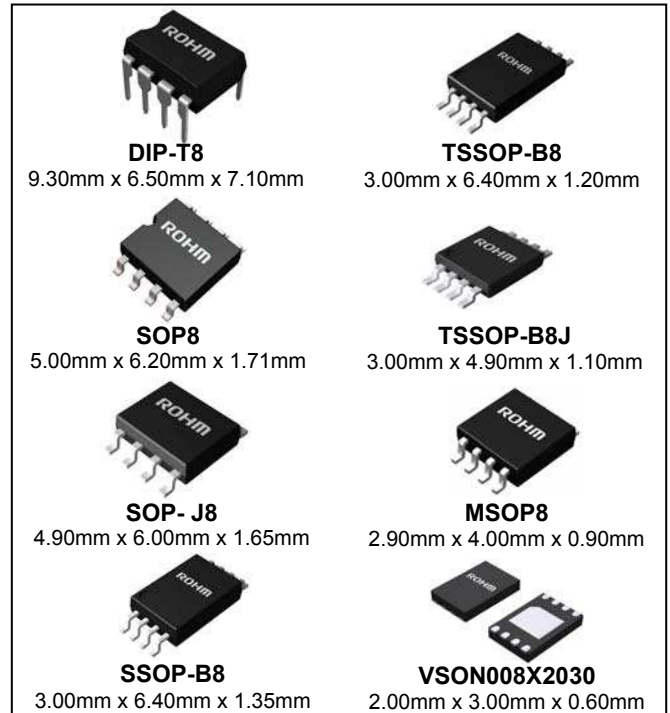 ROHM
DIP-T8
9.30mm x 6.50mm x 7.10mm
ROHM
TSSOP-B8
3.00mm x 6.40mm x 1.20mm
ROHM
SOP8
5.00mm x 6.20mm x 1.71mm
ROHM
TSSOP-B8J
3.00mm x 4.90mm x 1.10mm
ROHM
SOP- J8
4.90mm x 6.00mm x 1.65mm
ROHM
MSOP8
2.90mm x 4.00mm x 0.90mm
ROHM
SSOP-B8
3.00mm x 6.40mm x 1.35mm
ROHM
VSON008X2030
2.00mm x 3.00mm x 0.60mm